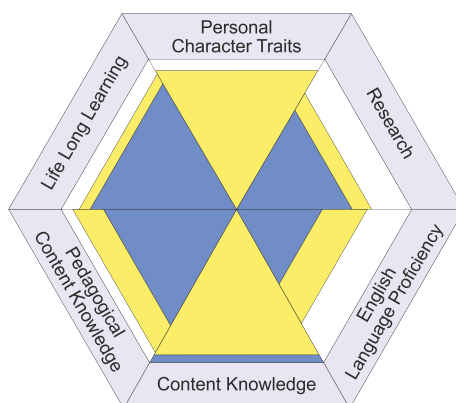 Personal
Character Traits
Life Long Learning
Research
Pedagogical
Content Knowledge
English
Language Proficiency
Content Knowledge